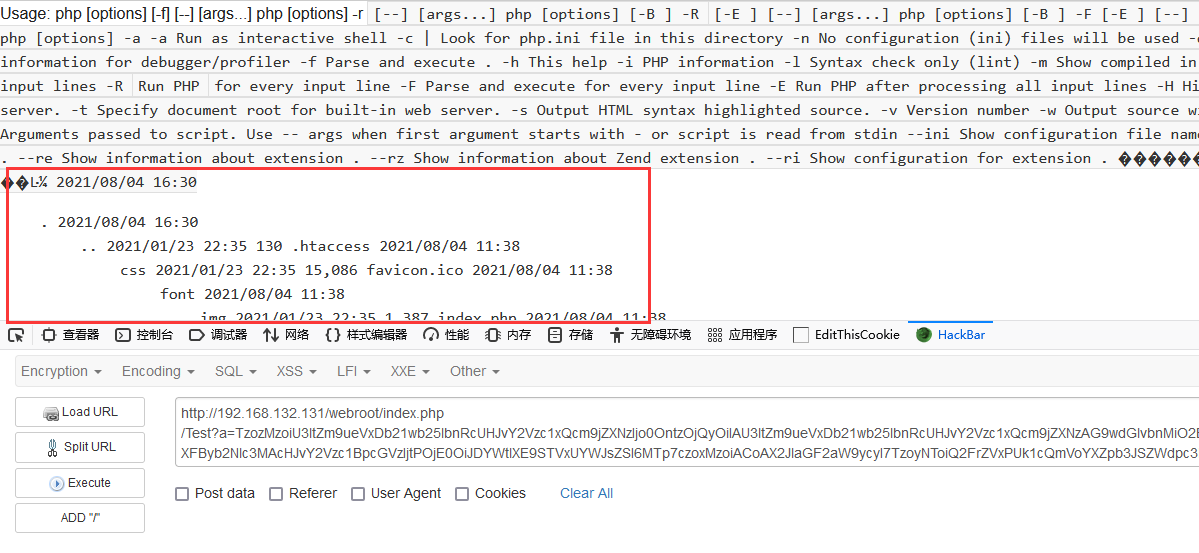 Usage: php [options] [-f] [--] [args...] php [options] -r [--] [args...] php [options] [-B ] -R [-E ] [--] [args...] php [options] [-B ] -F [-E ] [--]
php [options] -a -a Run as interactive shell -c | Look for php.ini file in this directory -n No configuration (ini) files will be used
information for debugger/profiler -f Parse and execute . -h This help -i PHP information -l Syntax check only (lint) -m Show compiled in
input lines -R Run PHP for every input line -F Parse and execute for every input line -E Run PHP after processing all input lines -H
server. -t Specify document root for built-in web server. -s Output HTML syntax highlighted source. -v Version number -w Output source
Arguments passed to script. Use -- args when first argument starts with - or script is read from stdin --ini Show configuration file
. --re Show information about extension . --rz Show information about Zend extension . --ri Show configuration for extension .
2021/08/04 16:30
. 2021/08/04 16:30
.. 2021/01/23 22:35 130 .htaccess 2021/08/04 11:38
css 2021/01/23 22:35 15,086 favicon.ico 2021/08/04 11:38
font 2021/08/04 11:38
img 2021/01/23 22:35 1,387 index.php 2021/08/04 11:38
查看器 控制台 调试器 网络 样式编辑器 性能 内存 存储 无障碍环境 应用程序 EditThisCookie HackBar
Encryption Encoding SQL XSS LFI XXE Other
Load URL
http://192.168.132.131/webroot/index.php
Split URL
Execute
Post data Referer User Agent Cookies Clear All
ADD "/"